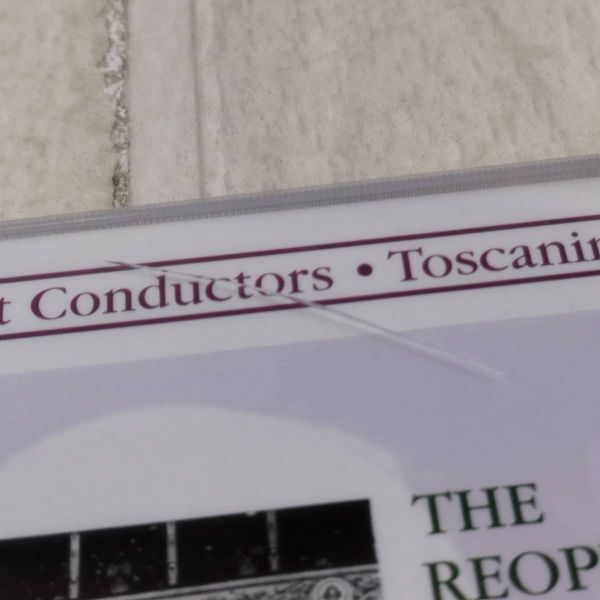 t Conductors • Toscanin
THE
REOP